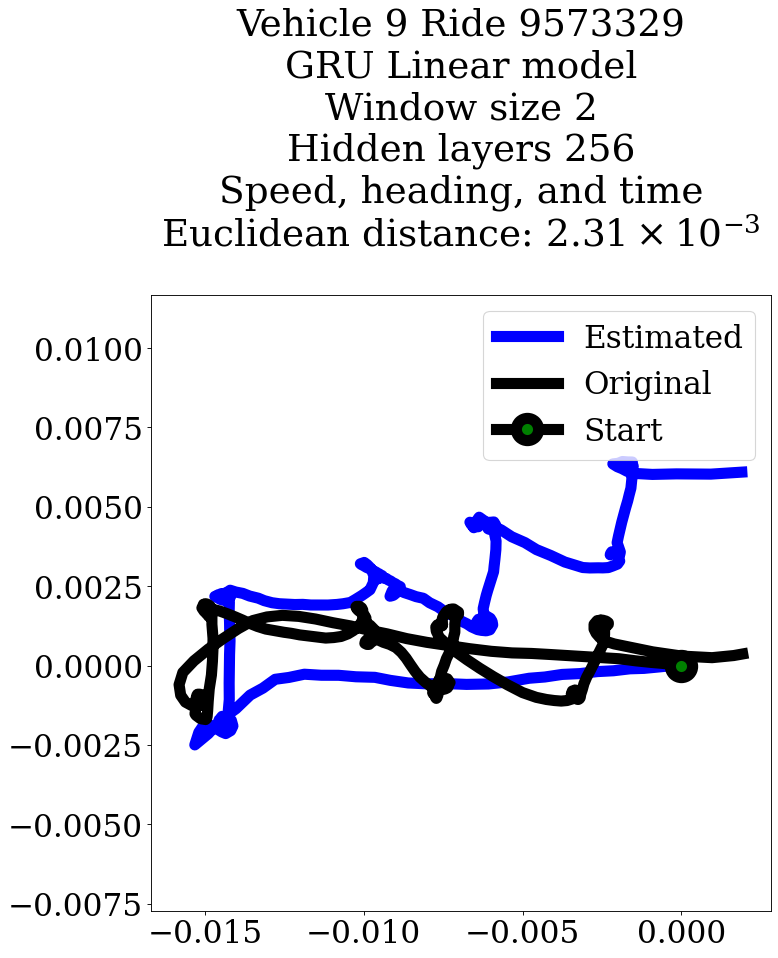 Vehicle 9 Ride 9573329
GRU Linear model
Window size 2
Hidden layers 256
Speed, heading, and time
Euclidean distance: 2.31 × 10⁻³
Estimated
Original
Start
0.0100
0.0075
0.0050
0.0025
0.0000
−0.0025
−0.0050
−0.0075
−0.015 −0.010 −0.005 0.000